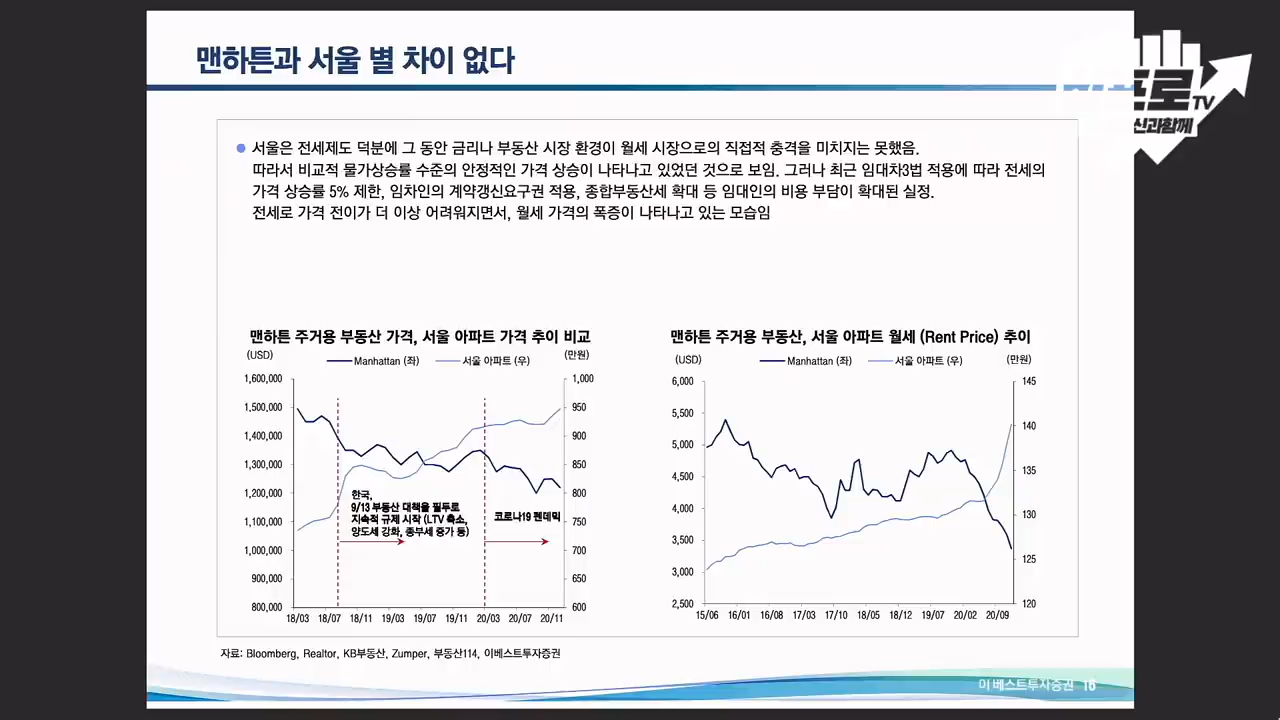 맨하튼과 서울 별 차이 없다
프로TV
신과함께
서울은 전세제도 덕분에 그 동안 금리나 부동산 시장 환경이 월세 시장으로의 직접적 충격을 미치지는 못했음.
따라서 비교적 물가상승률 수준의 안정적인 가격 상승이 나타나고 있었던 것으로 보임. 그러나 최근 임대차3법 적용에 따라 전세의
가격 상승률 5% 제한, 임차인의 계약갱신요구권 적용, 종합부동산세 확대 등 임대인의 비용 부담이 확대된 실정.
전세로 가격 전이가 더 이상 어려워지면서, 월세 가격의 폭증이 나타나고 있는 모습임
맨하튼 주거용 부동산 가격, 서울 아파트 가격 추이 비교
(USD)
Manhattan (좌)
서울 아파트 (우)
(만원)
1,600,000
1,500,000
1,400,000
1,300,000
1,200,000
1,100,000
1,000,000
900,000
800,000
1,000
950
900
850
800
750
700
650
600
한국,
9/13 부동산 대책을 필두로
지속적 규제 시작 (LTV 축소,
양도세 강화, 종부세 증가 등)
코로나19 펜데믹
18/03 18/07 18/11 19/03 19/07 19/11 20/03 20/07 20/11
맨하튼 주거용 부동산, 서울 아파트 월세 (Rent Price) 추이
(USD)
Manhattan (좌)
서울 아파트 (우)
(만원)
6,000
5,500
5,000
4,500
4,000
3,500
3,000
2,500
145
140
135
130
125
120
15/06 16/01 16/08 17/03 17/10 18/05 18/12 19/07 20/02 20/09
자료: Bloomberg, Realtor, KB부동산, Zumper, 부동산114, 이베스트투자증권
이베스트투자증권 16